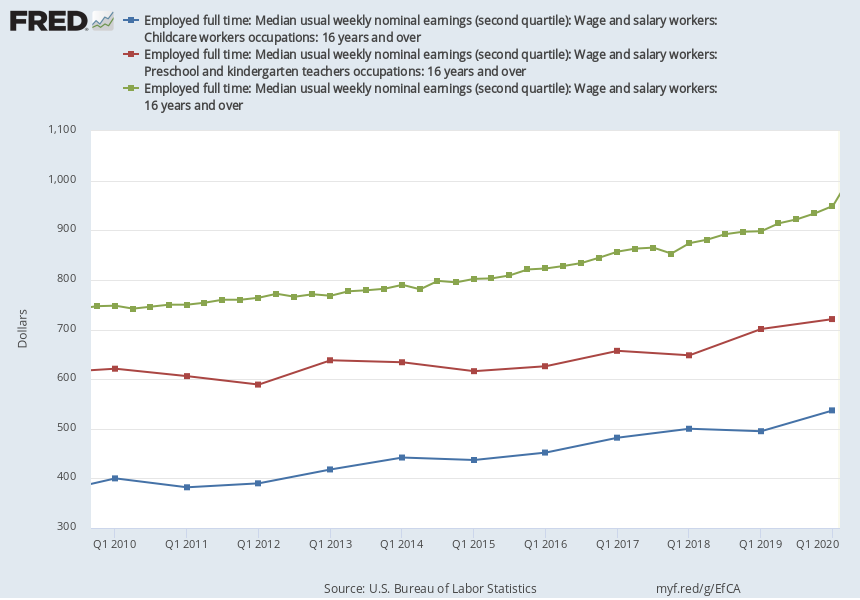 FRED
Employed full time: Median usual weekly nominal earnings (second quartile): Wage and salary workers:
Childcare workers occupations: 16 years and over
Employed full time: Median usual weekly nominal earnings (second quartile): Wage and salary workers:
Preschool and kindergarten teachers occupations: 16 years and over
Employed full time: Median usual weekly nominal earnings (second quartile): Wage and salary workers:
16 years and over
1,100
1,000
900
800
700
600
500
400
300
Dollars
Q1 2010 Q1 2011 Q1 2012 Q1 2013 Q1 2014 Q1 2015 Q1 2016 Q1 2017 Q1 2018 Q1 2019 Q1 2020
Source: U.S. Bureau of Labor Statistics myf.red/g/EfCA